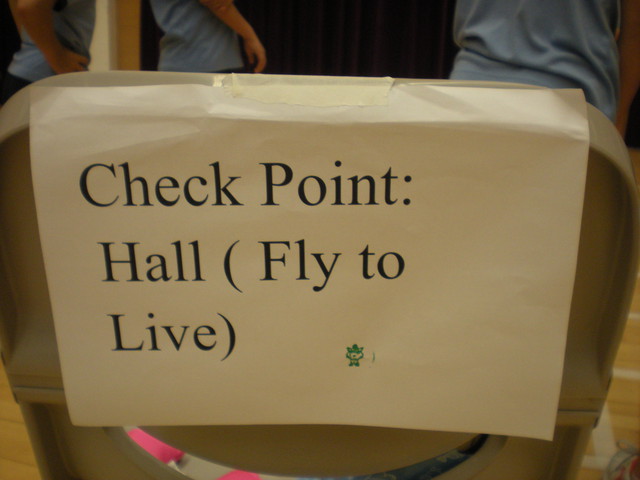 Check Point:
Hall ( Fly to
Live)